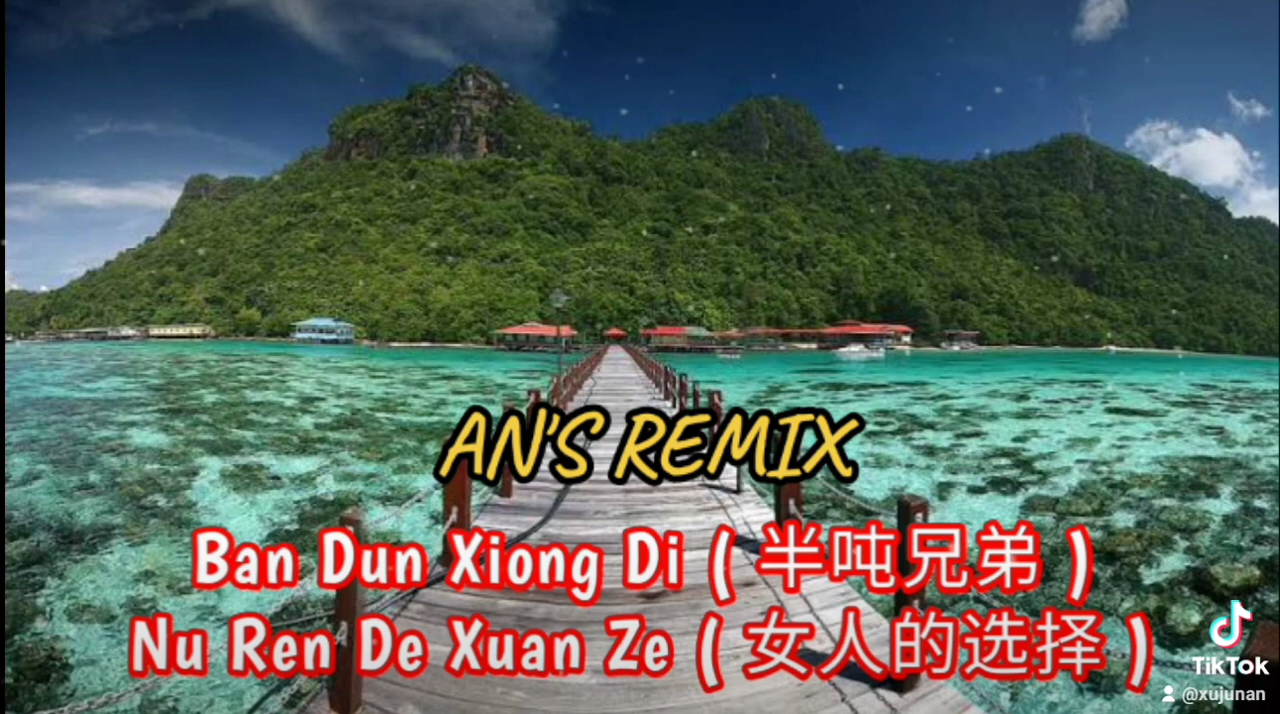 AN'S REMIX
Ban Dun Xiong Di ( 半吨兄弟 )
Nu Ren De Xuan Ze ( 女人的选择 )
TikTok
@xujunan